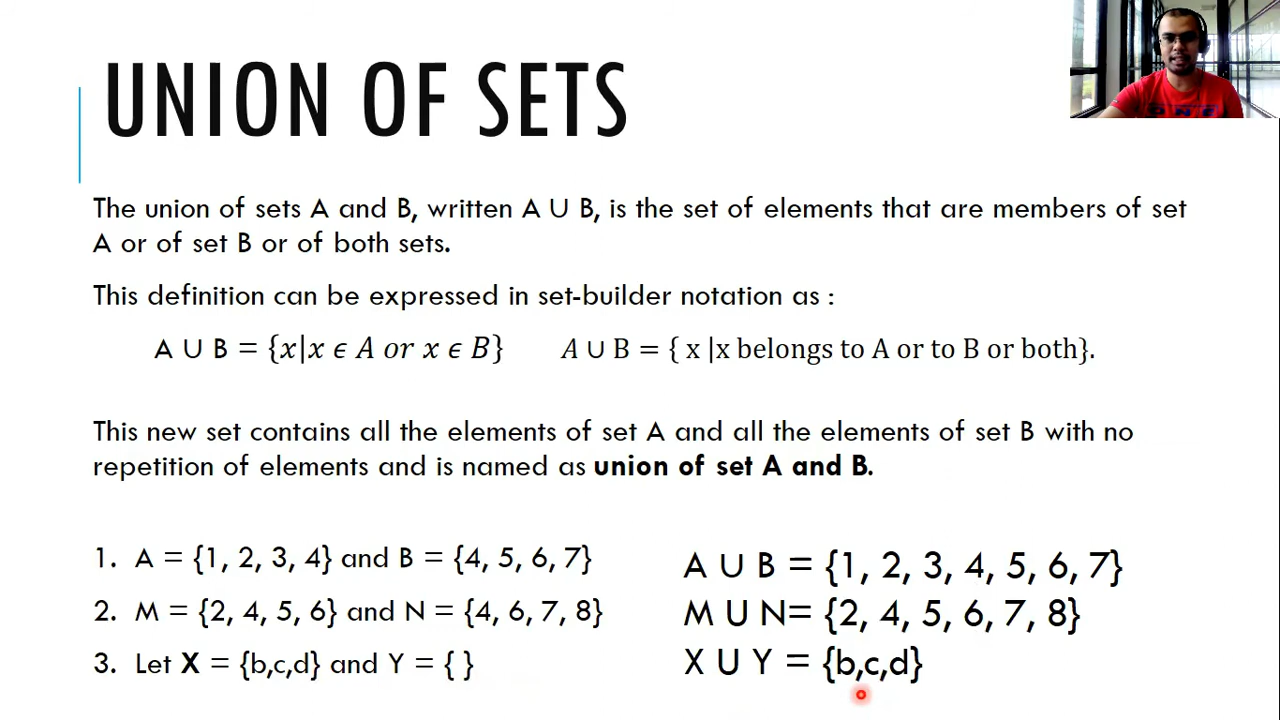 UNION OF SETS
The union of sets A and B, written A ∪ B, is the set of elements that are members of set
A or of set B or of both sets.
This definition can be expressed in set-builder notation as :
A ∪ B = {x|x ϵ A or x ϵ B} A ∪ B = { x |x belongs to A or to B or both}.
This new set contains all the elements of set A and all the elements of set B with no
repetition of elements and is named as union of set A and B.
1. A = {1, 2, 3, 4} and B = {4, 5, 6, 7} A ∪ B = {1, 2, 3, 4, 5, 6, 7}
2. M = {2, 4, 5, 6} and N = {4, 6, 7, 8} M U N= {2, 4, 5, 6, 7, 8}
3. Let X = {b,c,d} and Y = { } X U Y = {b,c,d}